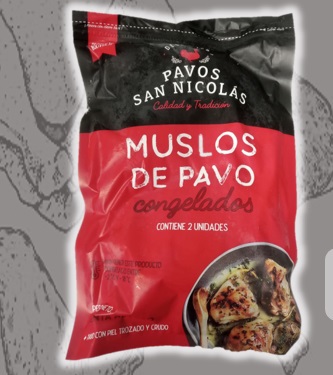 PAVOS
SAN NICOLÁS
Calidad y Tradición
MUSLOS
DE PAVO
congelados
CONTIENE 2 UNIDADES
CON PIEL TROZADO Y CRUDO